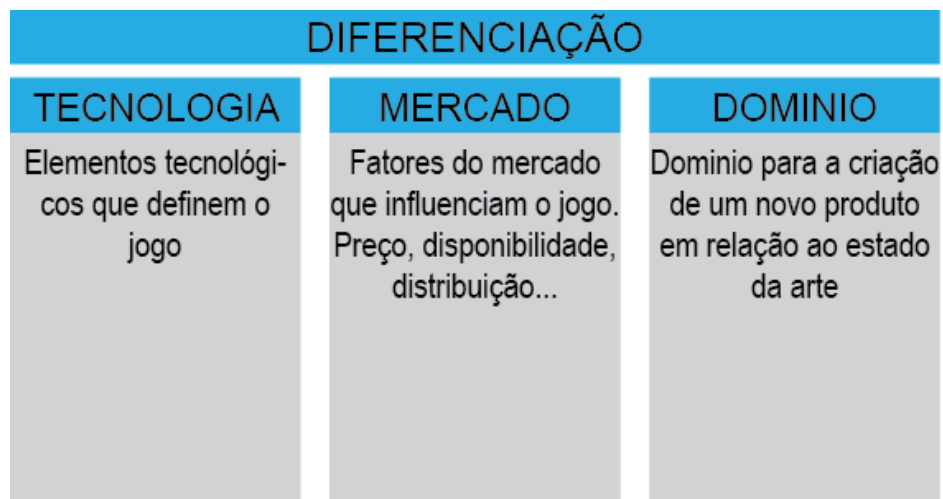 DIFERENCIAÇÃO
TECNOLOGIA
Elementos tecnológi-
cos que definem o
jogo
MERCADO
Fatores do mercado
que influenciam o jogo.
Preço, disponibilidade,
distribuição...
DOMINIO
Dominio para a criação
de um novo produto
em relação ao estado
da arte